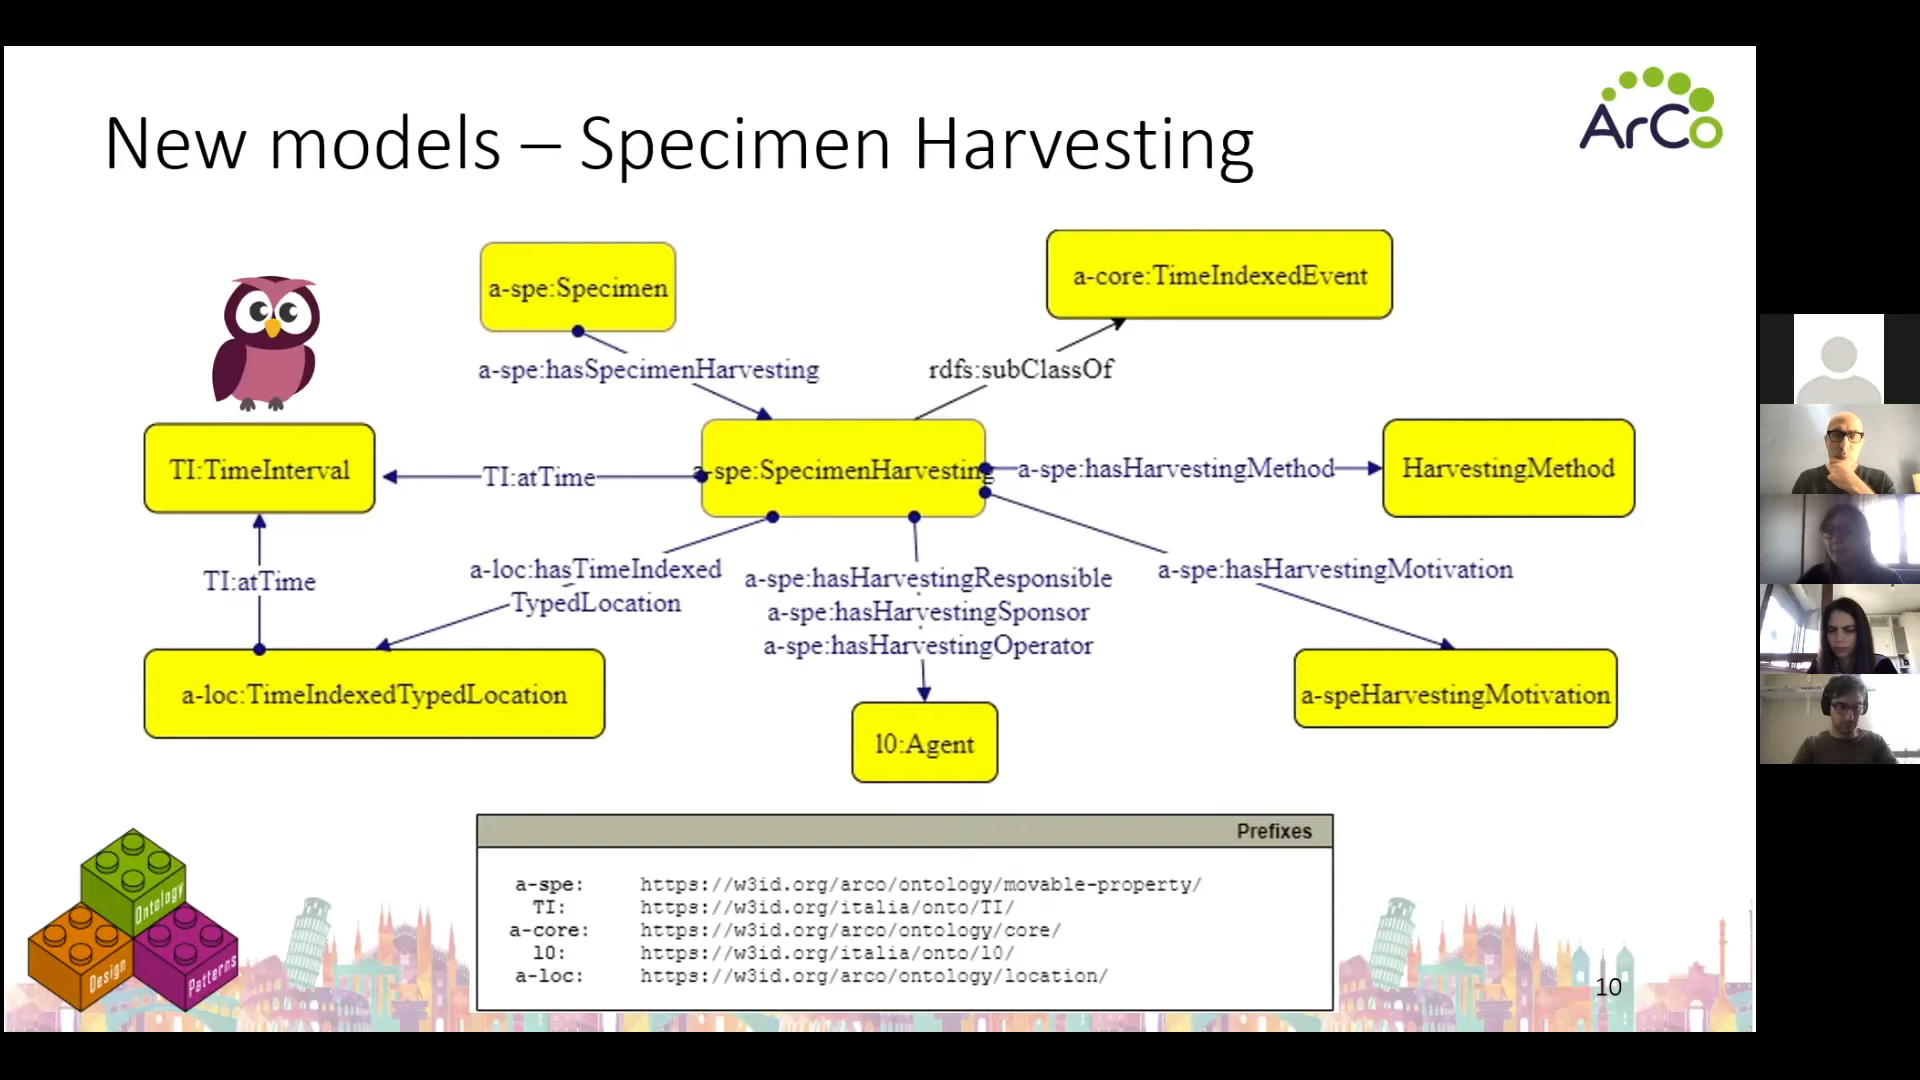 New models – Specimen Harvesting
ArCo
a-spe:Specimen
a-core:TimeIndexedEvent
a-spe:hasSpecimenHarvesting
rdfs:subClassOf
TI:TimeInterval
TI:atTime
a-spe:SpecimenHarvesting
a-spe:hasHarvestingMethod
HarvestingMethod
TI:atTime
a-loc:hasTimeIndexed
TypedLocation
a-spe:hasHarvestingResponsible
a-spe:hasHarvestingSponsor
a-spe:hasHarvestingOperator
a-spe:hasHarvestingMotivation
a-loc:TimeIndexedTypedLocation
l0:Agent
a-speHarvestingMotivation
Prefixes
a-spe: https://w3id.org/arco/ontology/movable-property/
TI: https://w3id.org/italia/onto/TI/
a-core: https://w3id.org/arco/ontology/core/
l0: https://w3id.org/italia/onto/l0/
a-loc: https://w3id.org/arco/ontology/location/
Ontology
Design
Patterns
10